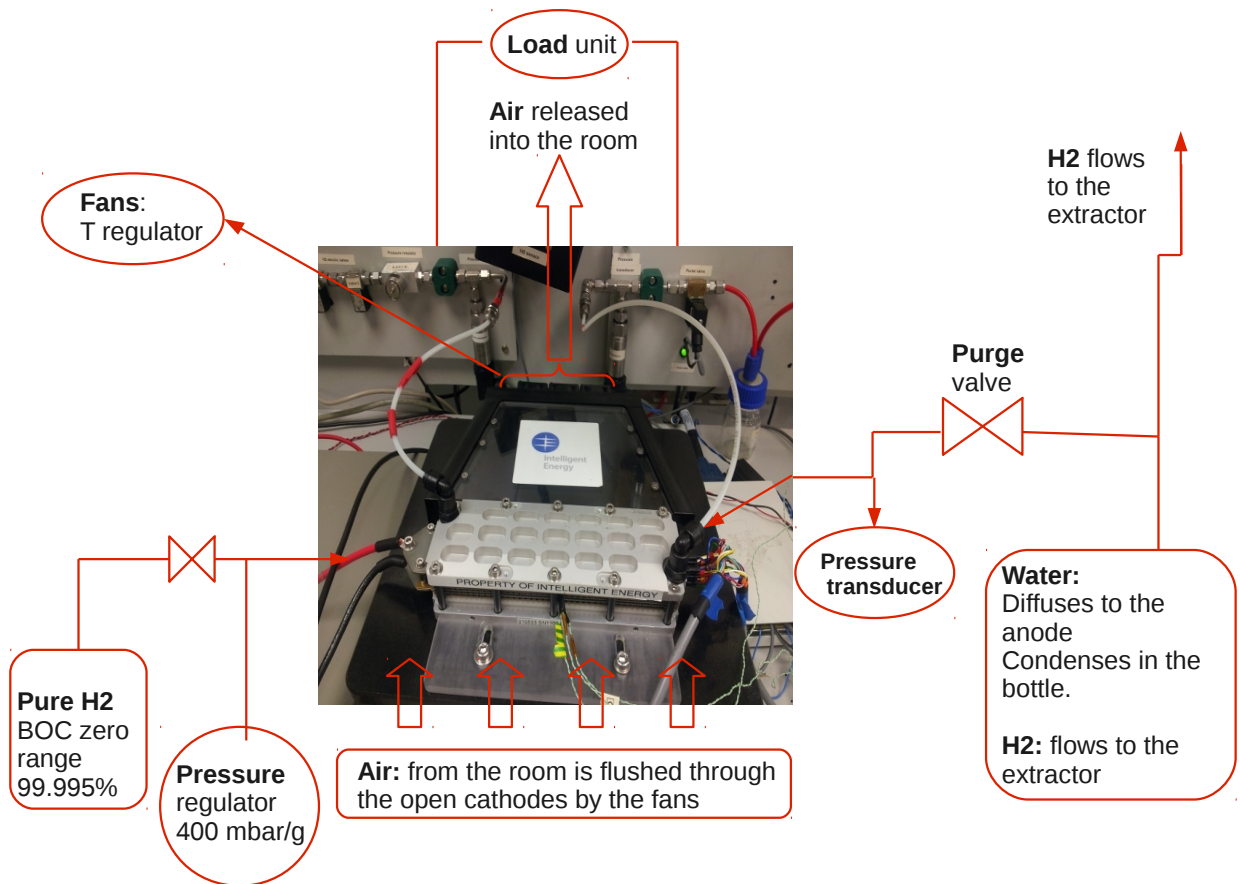 Load unit
Air released
into the room
H2 flows
to the
extractor
Fans:
T regulator
Purge
valve
Intelligent
Energy
PROPERTY OF INTELLIGENT ENERGY
Pressure
transducer
Water:
Diffuses to the
anode
Condenses in the
bottle.
H2: flows to the
extractor
Pure H2
BOC zero
range
99.995%
Pressure
regulator
400 mbar/g
Air: from the room is flushed through
the open cathodes by the fans